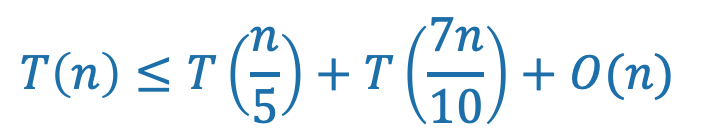 T(n) ≤ T(n/5) + T(7n/10) + O(n)